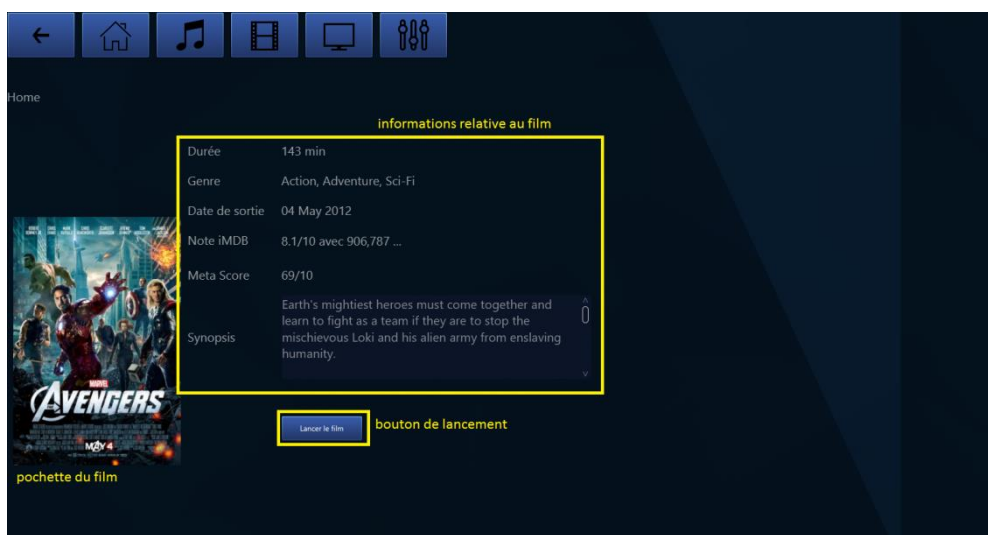 Home
informations relative au film
Durée 143 min
Genre Action, Adventure, Sci-Fi
Date de sortie 04 May 2012
Note iMDB 8.1/10 avec 906,787 ...
Meta Score 69/10
Synopsis
Earth's mightiest heroes must come together and
learn to fight as a team if they are to stop the
mischievous Loki and his alien army from enslaving
humanity.
MARVEL
AVENGERS
MAY 4
pochette du film
Lancer le film
bouton de lancement